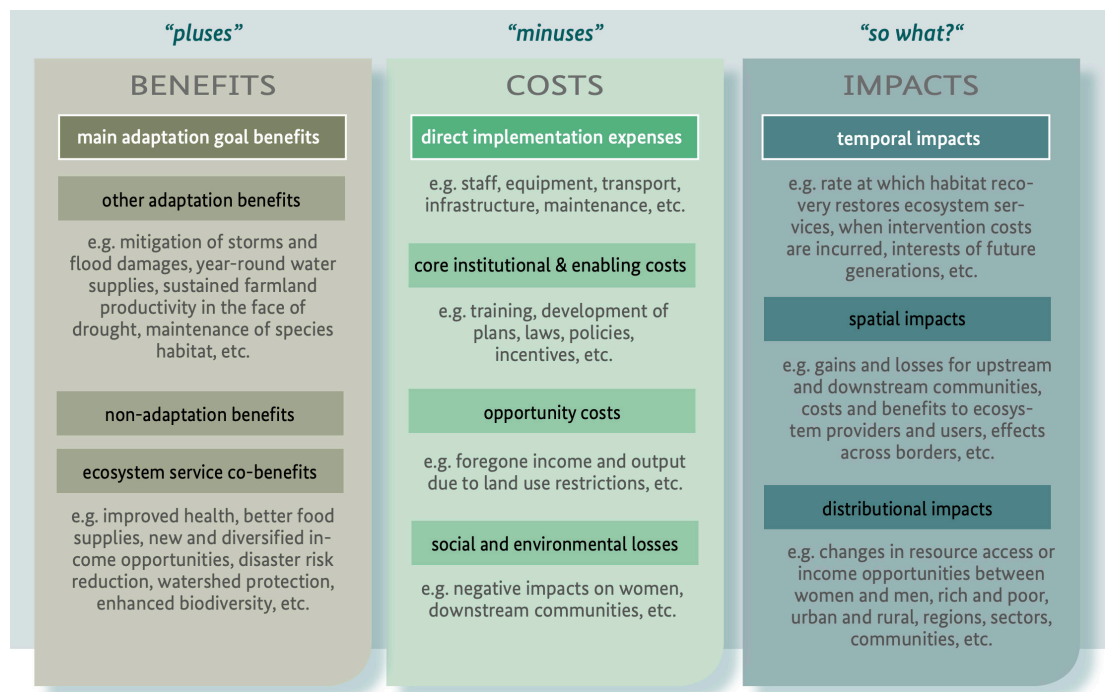 “pluses”
BENEFITS
main adaptation goal benefits
other adaptation benefits
e.g. mitigation of storms and
flood damages, year-round water
supplies, sustained farmland
productivity in the face of
drought, maintenance of species
habitat, etc.
non-adaptation benefits
ecosystem service co-benefits
e.g. improved health, better food
supplies, new and diversified in-
come opportunities, disaster risk
reduction, watershed protection,
enhanced biodiversity, etc.
“minuses”
COSTS
direct implementation expenses
e.g. staff, equipment, transport,
infrastructure, maintenance, etc.
core institutional & enabling costs
e.g. training, development of
plans, laws, policies,
incentives, etc.
opportunity costs
e.g. foregone income and output
due to land use restrictions, etc.
social and environmental losses
e.g. negative impacts on women,
downstream communities, etc.
“so what?“
IMPACTS
temporal impacts
e.g. rate at which habitat reco-
very restores ecosystem ser-
vices, when intervention costs
are incurred, interests of future
generations, etc.
spatial impacts
e.g. gains and losses for upstream
and downstream communities,
costs and benefits to ecosys-
tem providers and users, effects
across borders, etc.
distributional impacts
e.g. changes in resource access or
income opportunities between
women and men, rich and poor,
urban and rural, regions, sectors,
communities, etc.